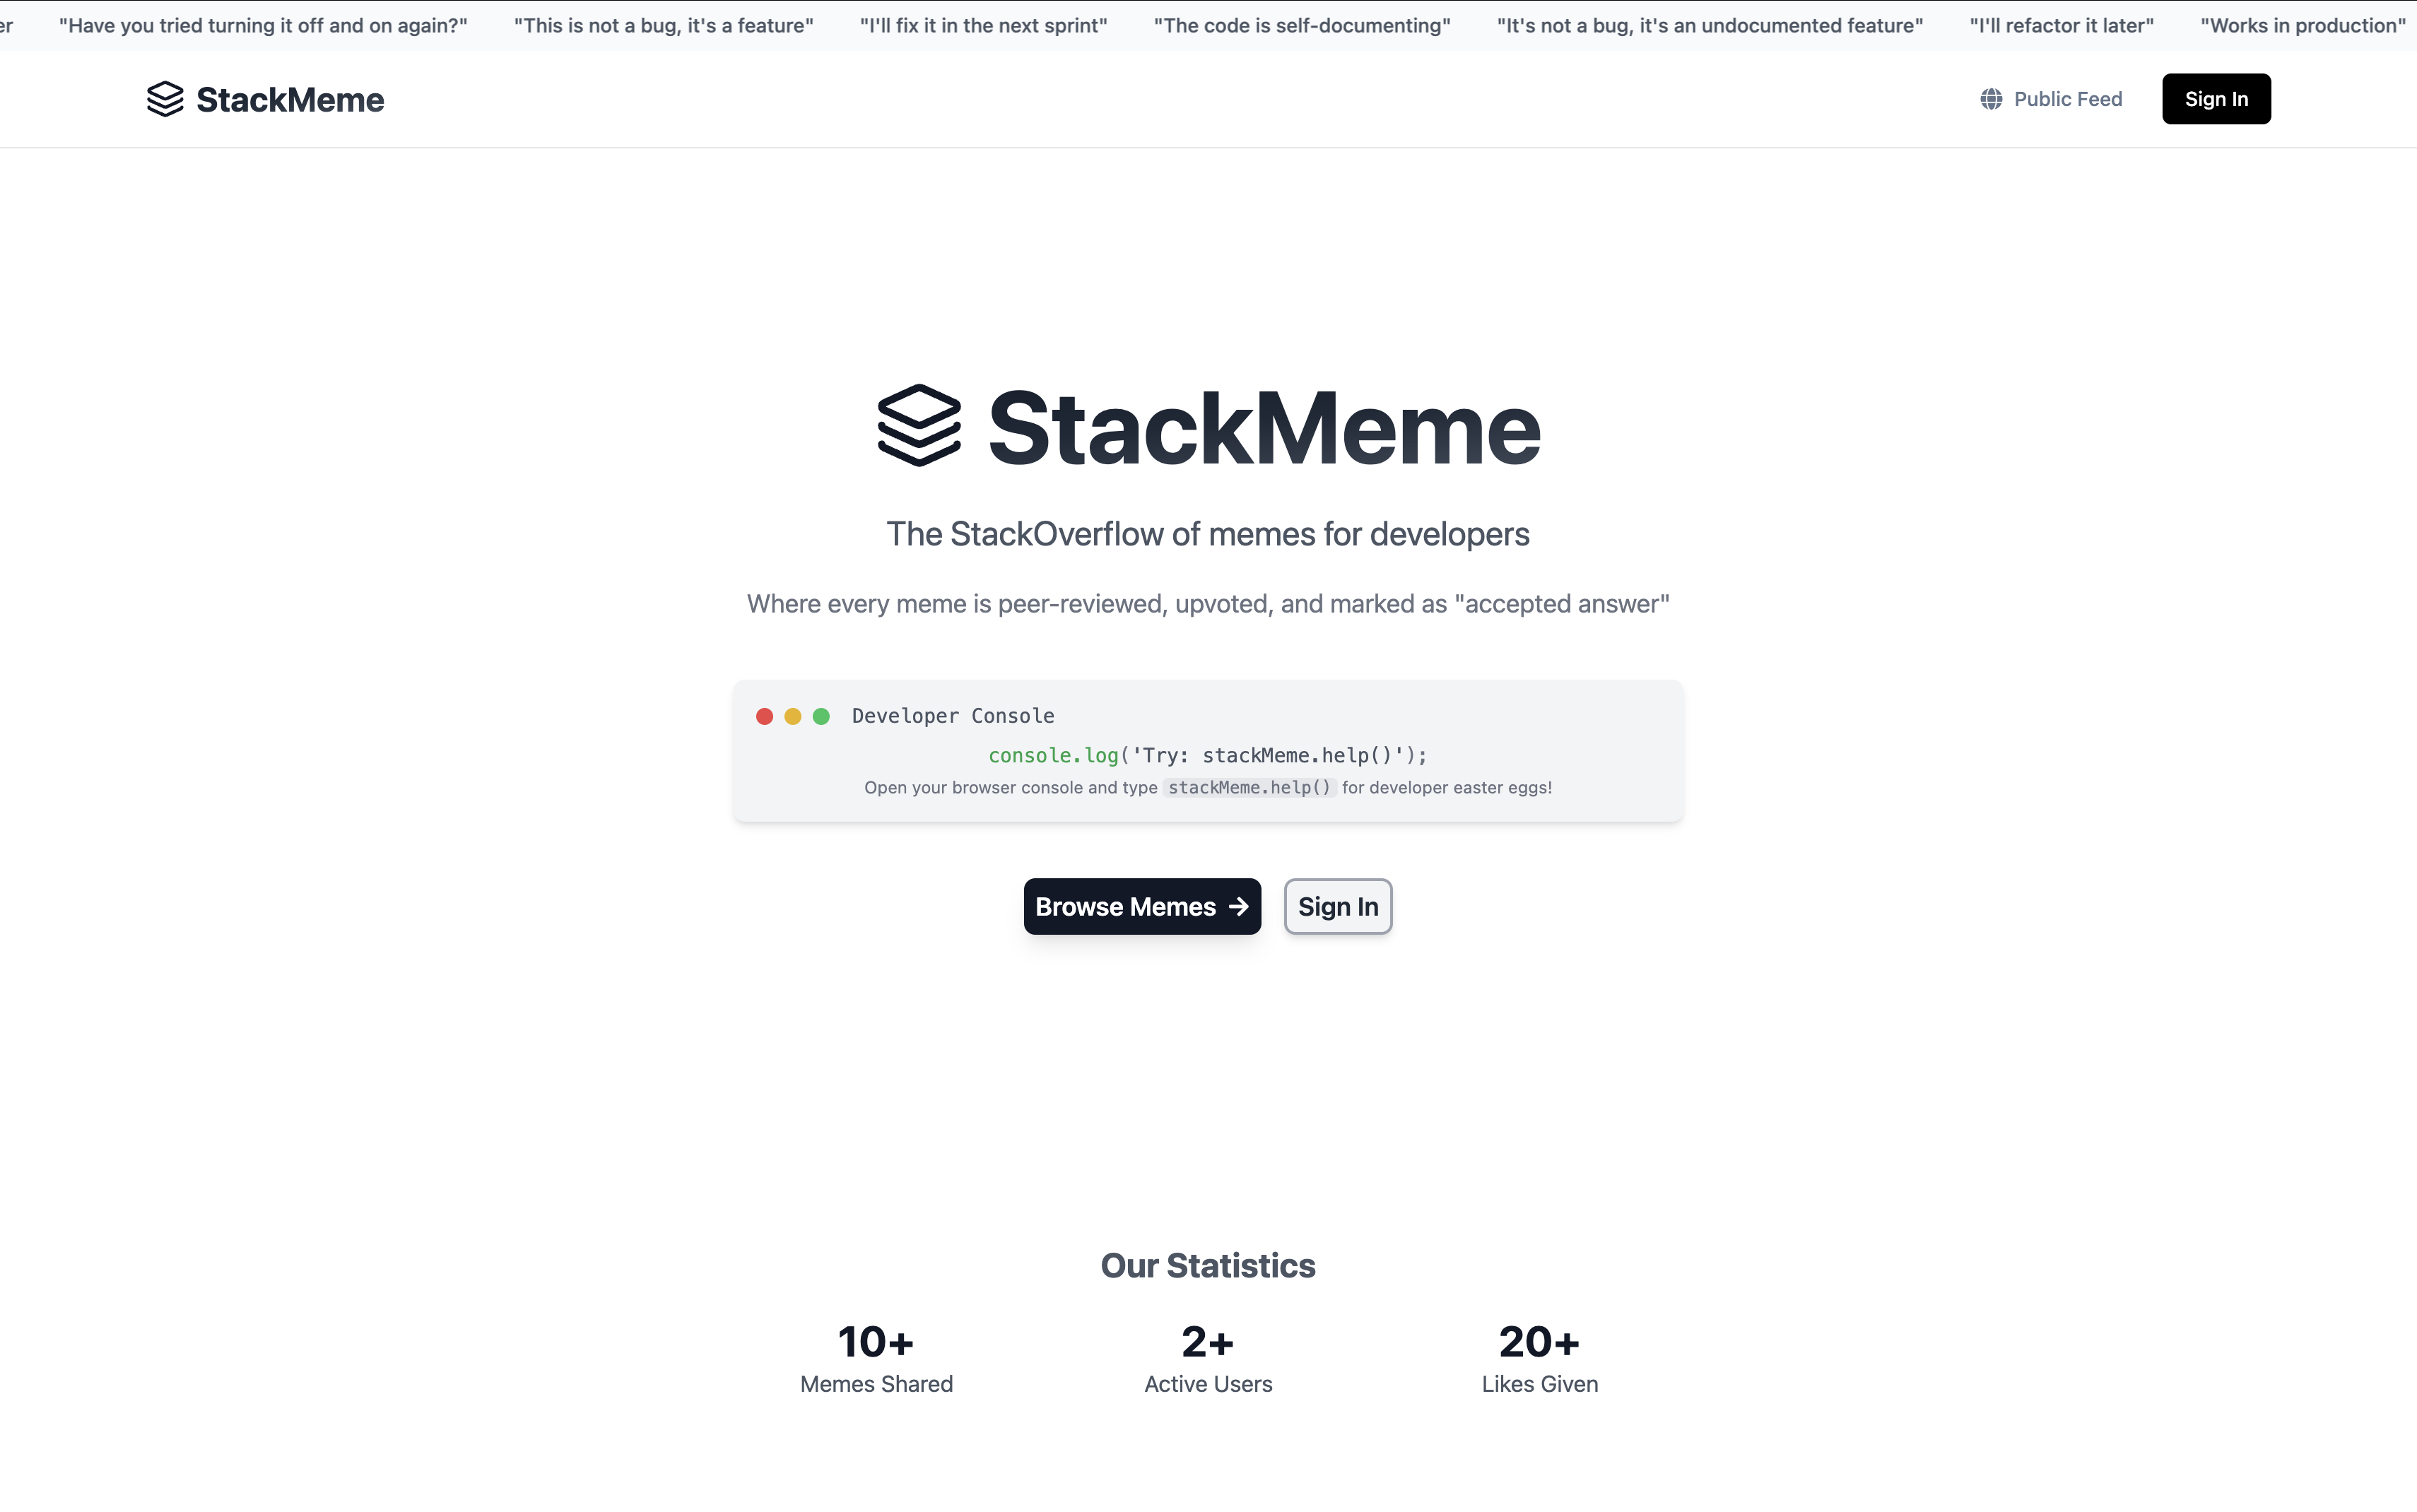 er "Have you tried turning it off and on again?" "This is not a bug, it's a feature" "I'll fix it in the next sprint" "The code is self-documenting" "It's not a bug, it's an undocumented feature" "I'll refactor it later" "Works in production"
StackMeme Public Feed Sign In
StackMeme
The StackOverflow of memes for developers
Where every meme is peer-reviewed, upvoted, and marked as "accepted answer"
Developer Console
console.log('Try: stackMeme.help()');
Open your browser console and type stackMeme.help() for developer easter eggs!
Browse Memes → Sign In
Our Statistics
10+ 2+ 20+
Memes Shared Active Users Likes Given